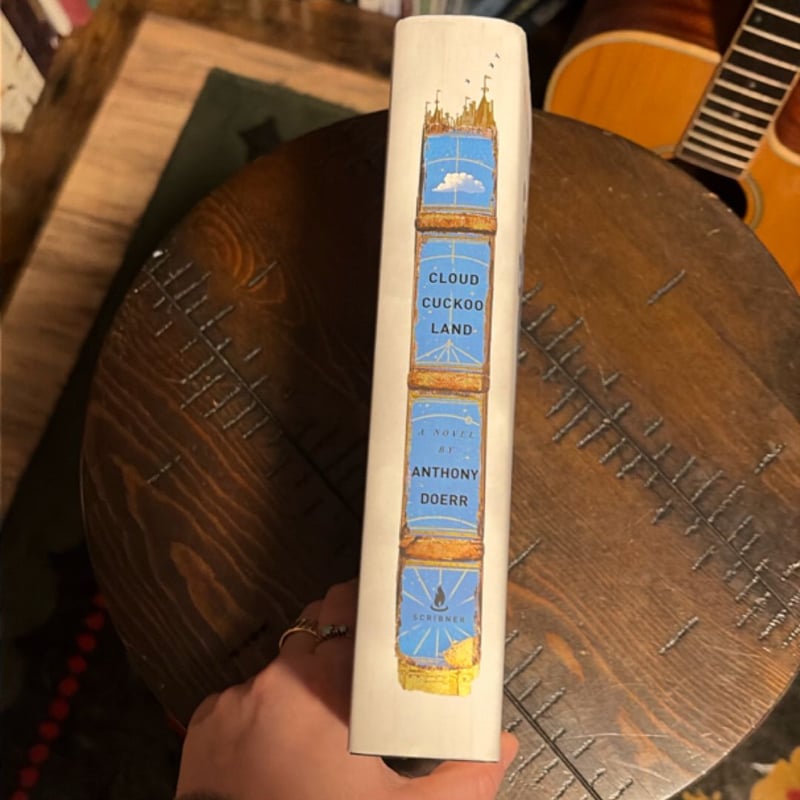 CLOUD
CUCKOO
LAND
A NOVEL
BY
ANTHONY
DOERR
SCRIBNER